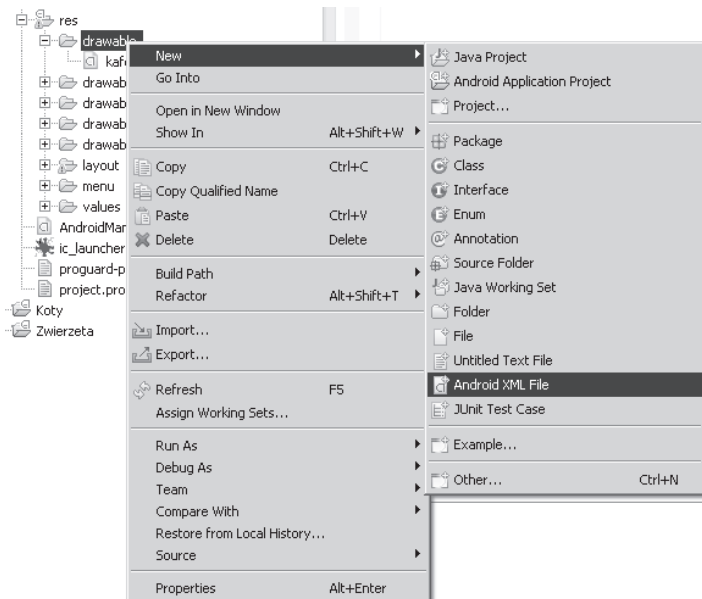 res
drawable
kafe
drawab
drawab
drawab
drawab
layout
menu
values
AndroidMar
ic_launcher
proguard-p
project.pro
Koty
Zwierzeta
New
Go Into
Open in New Window
Show In Alt+Shift+W
Copy Ctrl+C
Copy Qualified Name
Paste Ctrl+V
Delete Delete
Build Path
Refactor Alt+Shift+T
Import...
Export...
Refresh F5
Assign Working Sets...
Run As
Debug As
Team
Compare With
Restore from Local History...
Source
Properties Alt+Enter
Java Project
Android Application Project
Project...
Package
Class
Interface
Enum
Annotation
Source Folder
Java Working Set
Folder
File
Untitled Text File
Android XML File
JUnit Test Case
Example...
Other... Ctrl+N